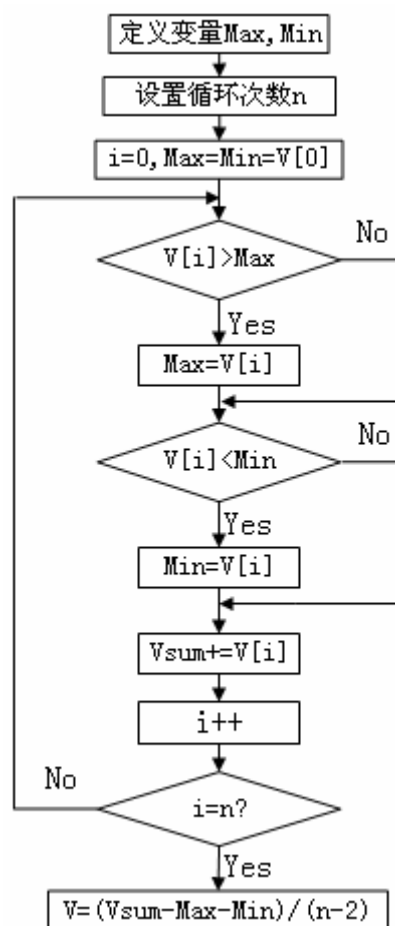 定义变量Max,Min
设置循环次数n
i=0,Max=Min=V[0]
V[i]>Max
No
Yes
Max=V[i]
V[i]<Min
No
Yes
Min=V[i]
Vsum+=V[i]
i++
No
i=n?
Yes
V=(Vsum-Max-Min)/(n-2)